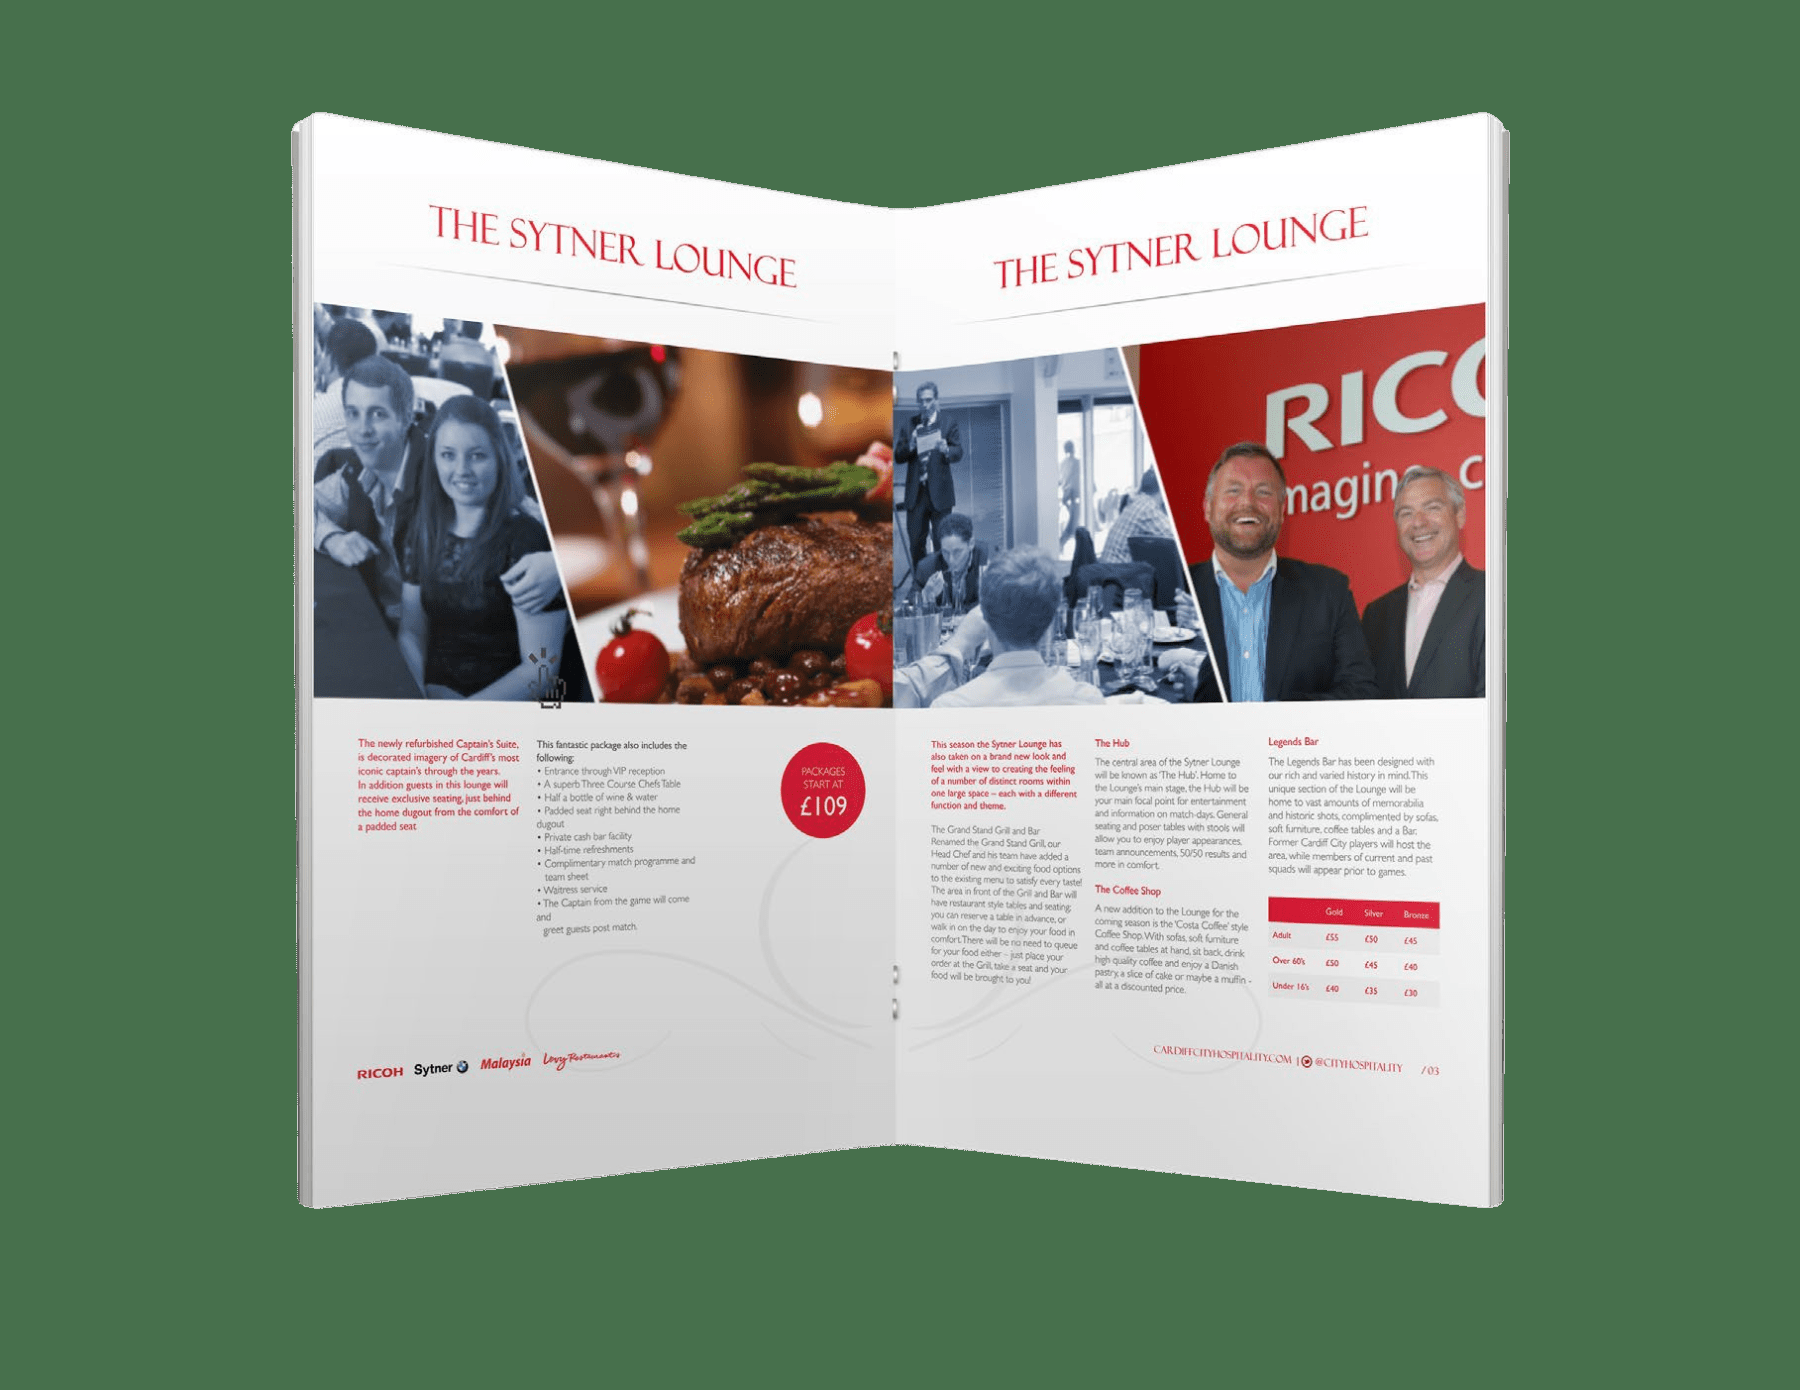 THE SYTNER LOUNGE
The newly refurbished Captain's Suite,
is decorated imagery of Cardiff's most
iconic captain's through the years.
In addition guests in this lounge will
receive exclusive seating, just behind
the home dugout from the comfort of
a padded seat
This fantastic package also includes the
following;
• Entrance through VIP reception
• A superb Three Course Chefs Table
• Half a bottle of wine & water
• Padded seat right behind the home
dugout
• Private cash bar facility
• Half-time refreshments
• Complimentary match programme and
team sheet
• Waitress service
• The Captain from the game will come
and
greet guests post match.
PACKAGES
START AT
£109
RICOH Sytner Malaysia Levy Restaurants
THE SYTNER LOUNGE
RICO
magine. c
This season the Sytner Lounge has
also taken on a brand new look and
feel with a view to creating the feeling
of a number of distinct rooms within
one large space – each with a different
function and theme.
The Grand Stand Grill and Bar
Renamed the Grand Stand Grill, our
Head Chef and his team have added a
number of new and exciting food options
to the existing menu to satisfy every taste!
The area in front of the Grill and Bar will
have restaurant style tables and seating;
you can reserve a table in advance, or
walk in on the day to enjoy your food in
comfort. There will be no need to queue
for your food either – just place your
order at the Grill, take a seat and your
food will be brought to you!
The Hub
The central area of the Sytner Lounge
will be known as 'The Hub'. Home to
the Lounge's main stage, the Hub will be
your main focal point for entertainment
and information on match-days. General
seating and poser tables with stools will
allow you to enjoy player appearances,
team announcements, 50/50 results and
more in comfort.
The Coffee Shop
A new addition to the Lounge for the
coming season is the 'Costa Coffee' style
Coffee Shop. With sofas, soft furniture
and coffee tables at hand, sit back, drink
high quality coffee and enjoy a Danish
pastry, a slice of cake or maybe a muffin -
all at a discounted price.
Legends Bar
The Legends Bar has been designed with
our rich and varied history in mind. This
unique section of the Lounge will be
home to vast amounts of memorabilia
and historic shots, complimented by sofas,
soft furniture, coffee tables and a Bar.
Former Cardiff City players will host the
area, while members of current and past
squads will appear prior to games.
Gold Silver Bronze
Adult £55 £50 £45
Over 60's £50 £45 £40
Under 16's £40 £35 £30
CARDIFFCITYHOSPITALITY.COM | @CITYHOSPITALITY /03